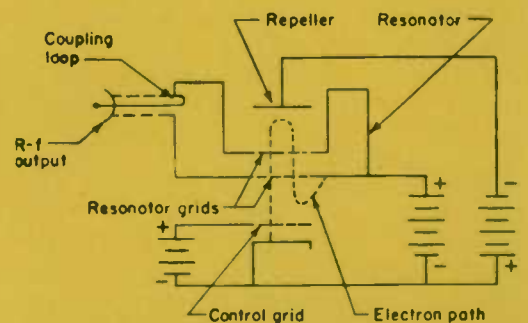 Coupling
loop
Repeller
Resonator
R-f
output
Resonator grids
+
-
+
-
-
+
Control grid
Electron path